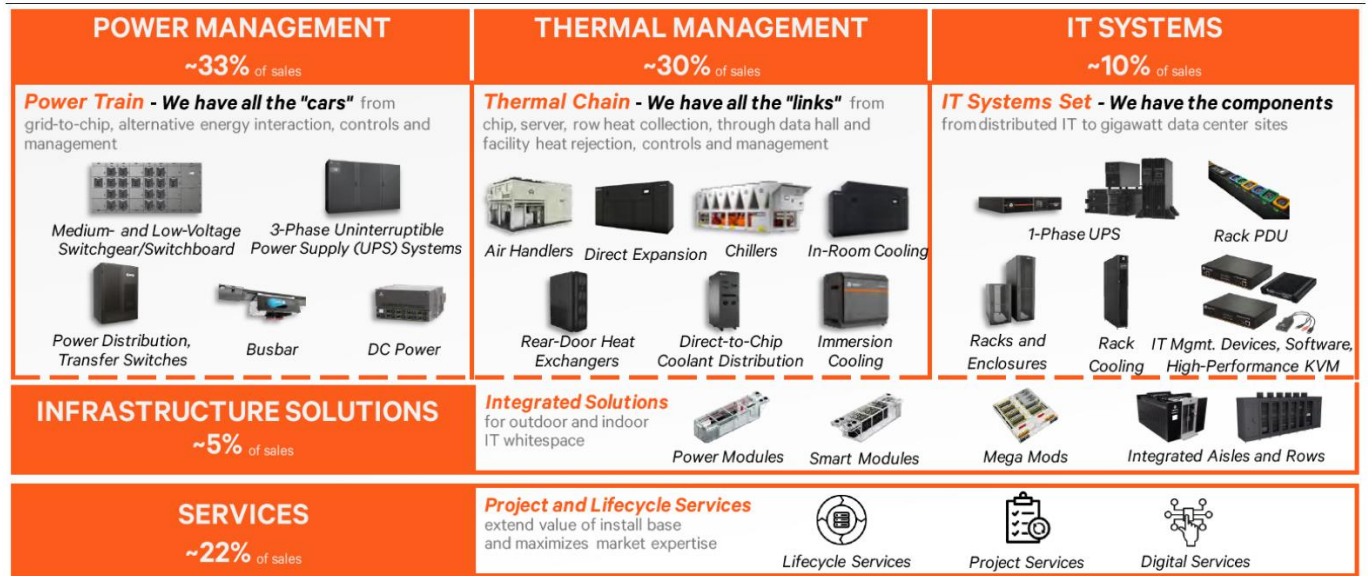 POWER MANAGEMENT
~33% of sales
THERMAL MANAGEMENT
~30% of sales
IT SYSTEMS
~10% of sales
Power Train - We have all the "cars" from
grid-to-chip, alternative energy interaction, controls and
management
Medium- and Low-Voltage
Switchgear/Switchboard
3-Phase Uninterruptible
Power Supply (UPS) Systems
Power Distribution,
Transfer Switches
Busbar
DC Power
Thermal Chain - We have all the "links" from
chip, server, row heat collection, through data hall and
facility heat rejection, controls and management
Air Handlers
Direct Expansion
Chillers
In-Room Cooling
Rear-Door Heat
Exchangers
Direct-to-Chip
Coolant Distribution
Immersion
Cooling
IT Systems Set - We have the components
from distributed IT to gigawatt data center sites
1-Phase UPS
Rack PDU
Racks and
Enclosures
Rack
Cooling
IT Mgmt. Devices, Software,
High-Performance KVM
INFRASTRUCTURE SOLUTIONS
~5% of sales
Integrated Solutions
for outdoor and indoor
IT whitespace
Power Modules
Smart Modules
Mega Mods
Integrated Aisles and Rows
SERVICES
~22% of sales
Project and Lifecycle Services
extend value of install base
and maximizes market expertise
Lifecycle Services
Project Services
Digital Services